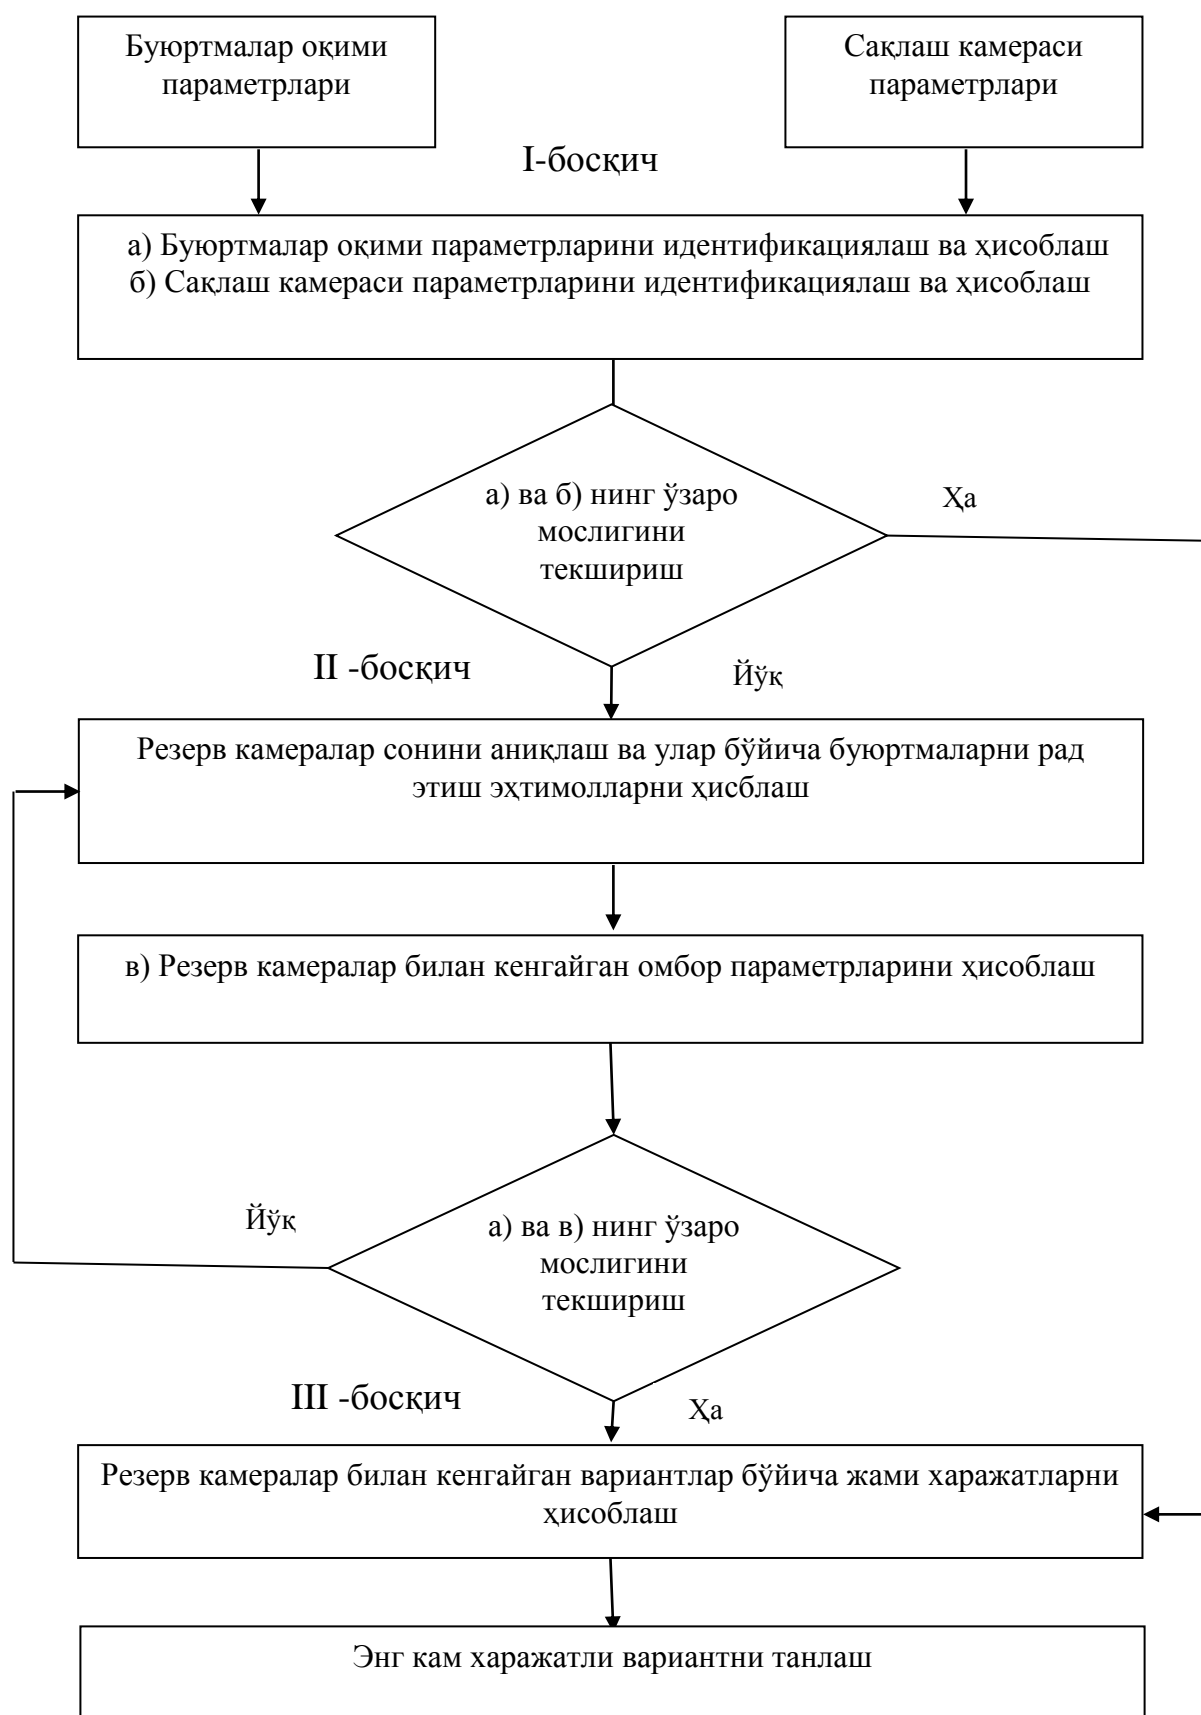 Буюртмалар оқими
параметрлари
Сақлаш камераси
параметрлари
I-босқич
а) Буюртмалар оқими параметрларини идентификациялаш ва ҳисоблаш
б) Сақлаш камераси параметрларини идентификациялаш ва ҳисоблаш
а) ва б) нинг ўзаро
мослигини
текшириш
Ҳа
II -босқич
Йўқ
Резерв камералар сонини аниқлаш ва улар бўйича буюртмаларни рад
этиш эҳтимолларни ҳисблаш
в) Резерв камералар билан кенгайган омбор параметрларини ҳисоблаш
Йўқ
а) ва в) нинг ўзаро
мослигини
текшириш
III -босқич
Ҳа
Резерв камералар билан кенгайган вариантлар бўйича жами харажатларни
ҳисоблаш
Энг кам харажатли вариантни танлаш